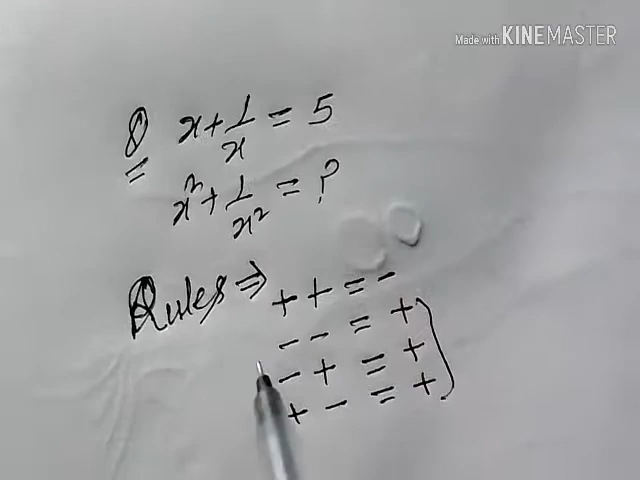 Made with KINEMASTER
Q x + 1/x = 5
x² + 1/x² = ?
Rules ⇒ + + = -
- - = +
- + = +
+ - = +